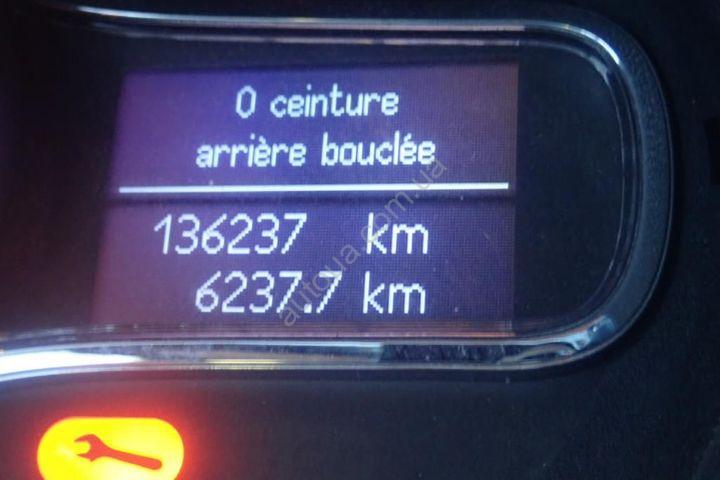 0 ceinture
arrière bouclée
136237 km
6237.7 km
autoua.com.ua